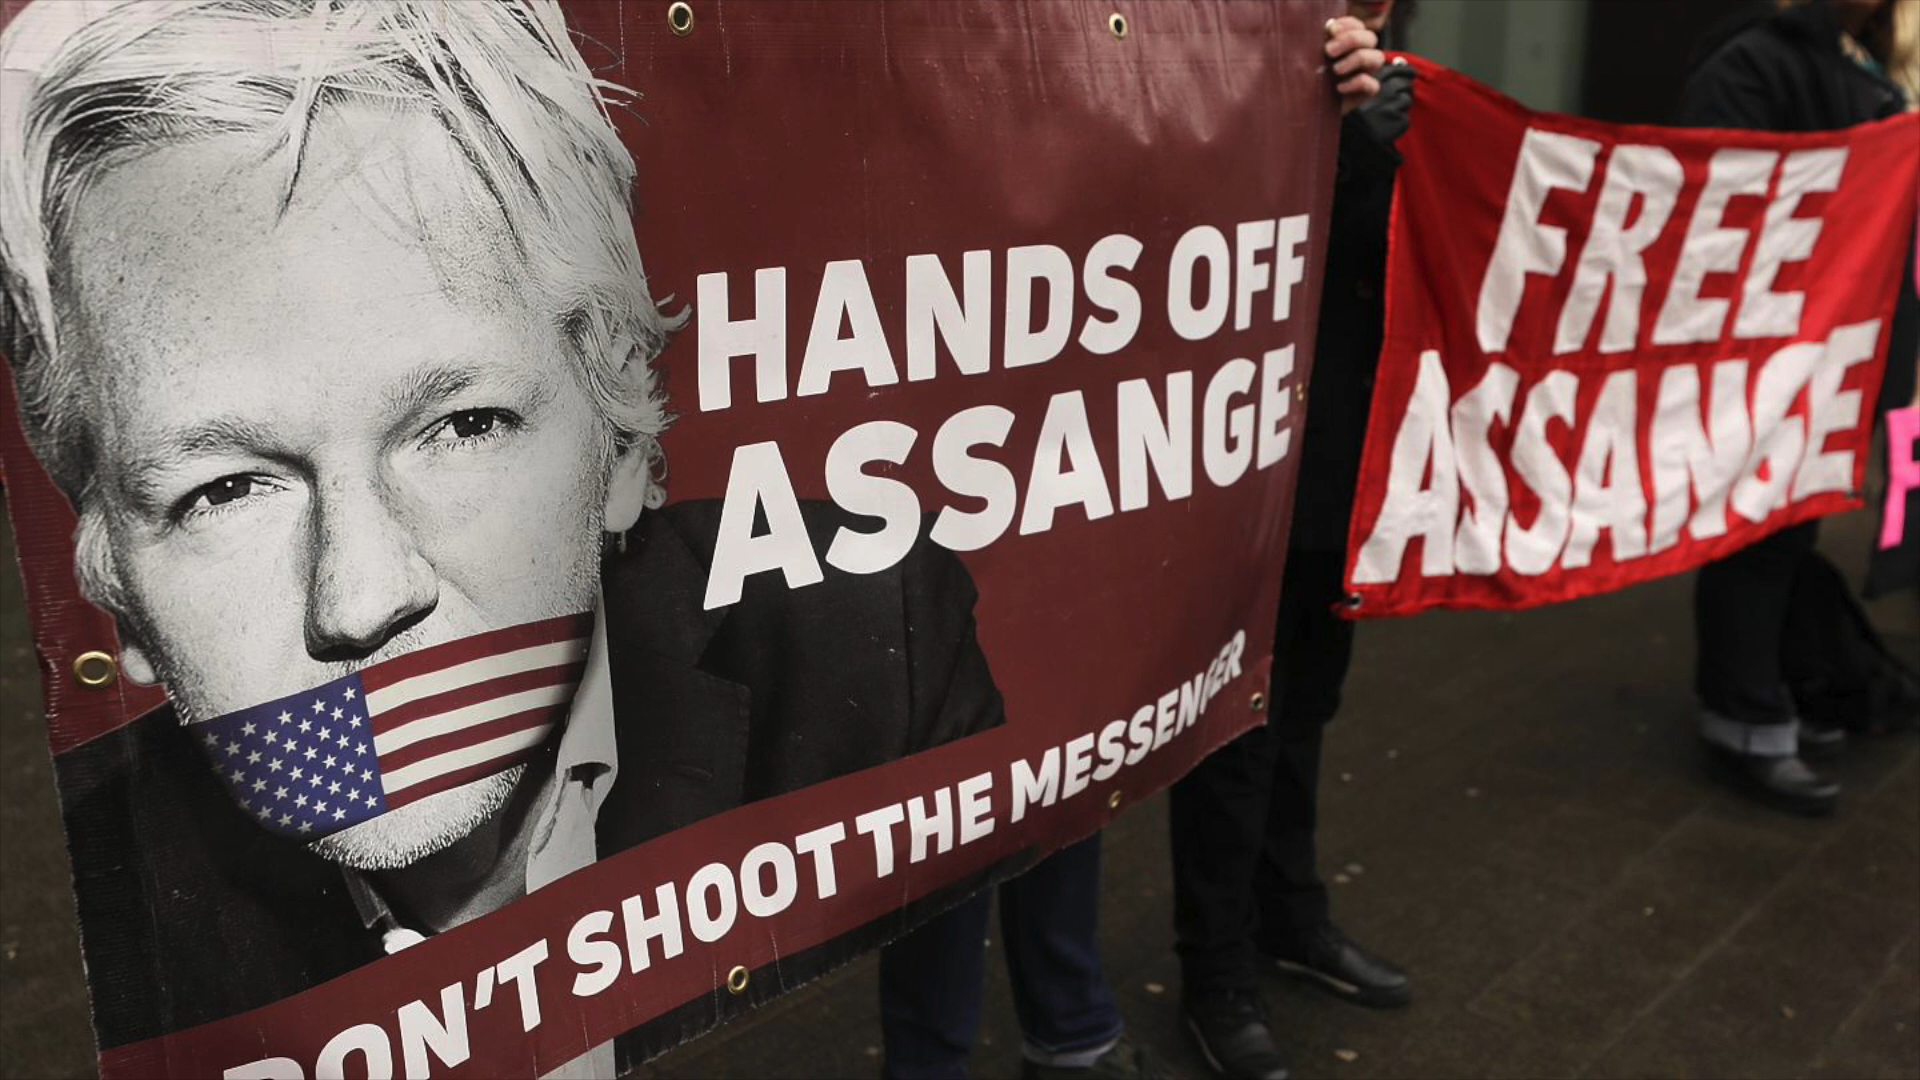 HANDS OFF
ASSANGE
DON'T SHOOT THE MESSENGER
FREE
ASSANGE